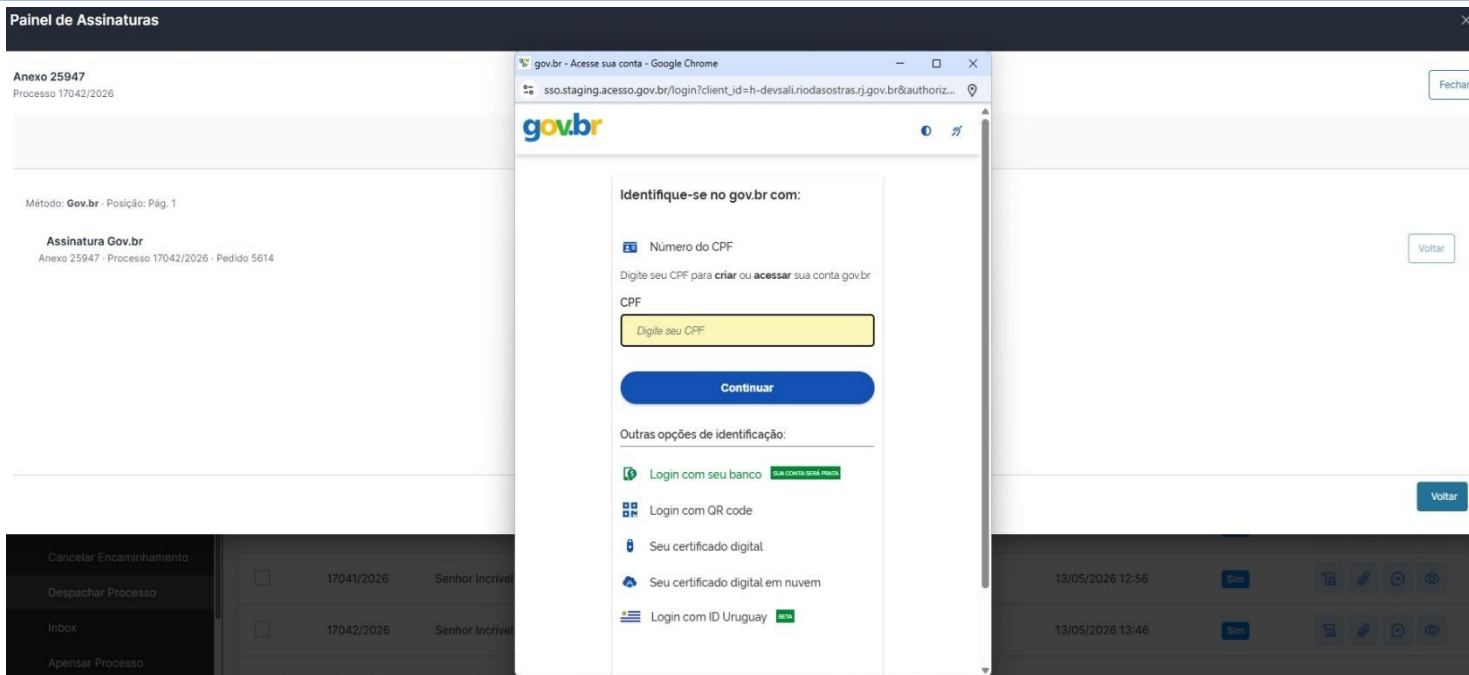 Painel de Assinaturas
Anexo 25947
Processo 17042/2026
Fechar
Método: Gov.br · Posição: Pág. 1
Assinatura Gov.br
Anexo 25947 · Processo 17042/2026 · Pedido 5614
Voltar
gov.br - Acesse sua conta - Google Chrome
sso.staging.acesso.gov.br/login?client_id=h-devsali.riodasostras.rj.gov.br&authoriz...
gov.br
Identifique-se no gov.br com:
Número do CPF
Digite seu CPF para criar ou acessar sua conta gov.br
CPF
Digite seu CPF
Continuar
Outras opções de identificação:
Login com seu banco SUA CONTA SERÁ PRATA
Login com QR code
Seu certificado digital
Seu certificado digital em nuvem
Login com ID Uruguay BETA
Voltar
Cancelar Encaminhamento
Despachar Processo
Inbox
Apensar Processo
17041/2026 Senhor Incrível 13/05/2026 12:56 Sim
17042/2026 Senhor Incrível 13/05/2026 13:46 Sim